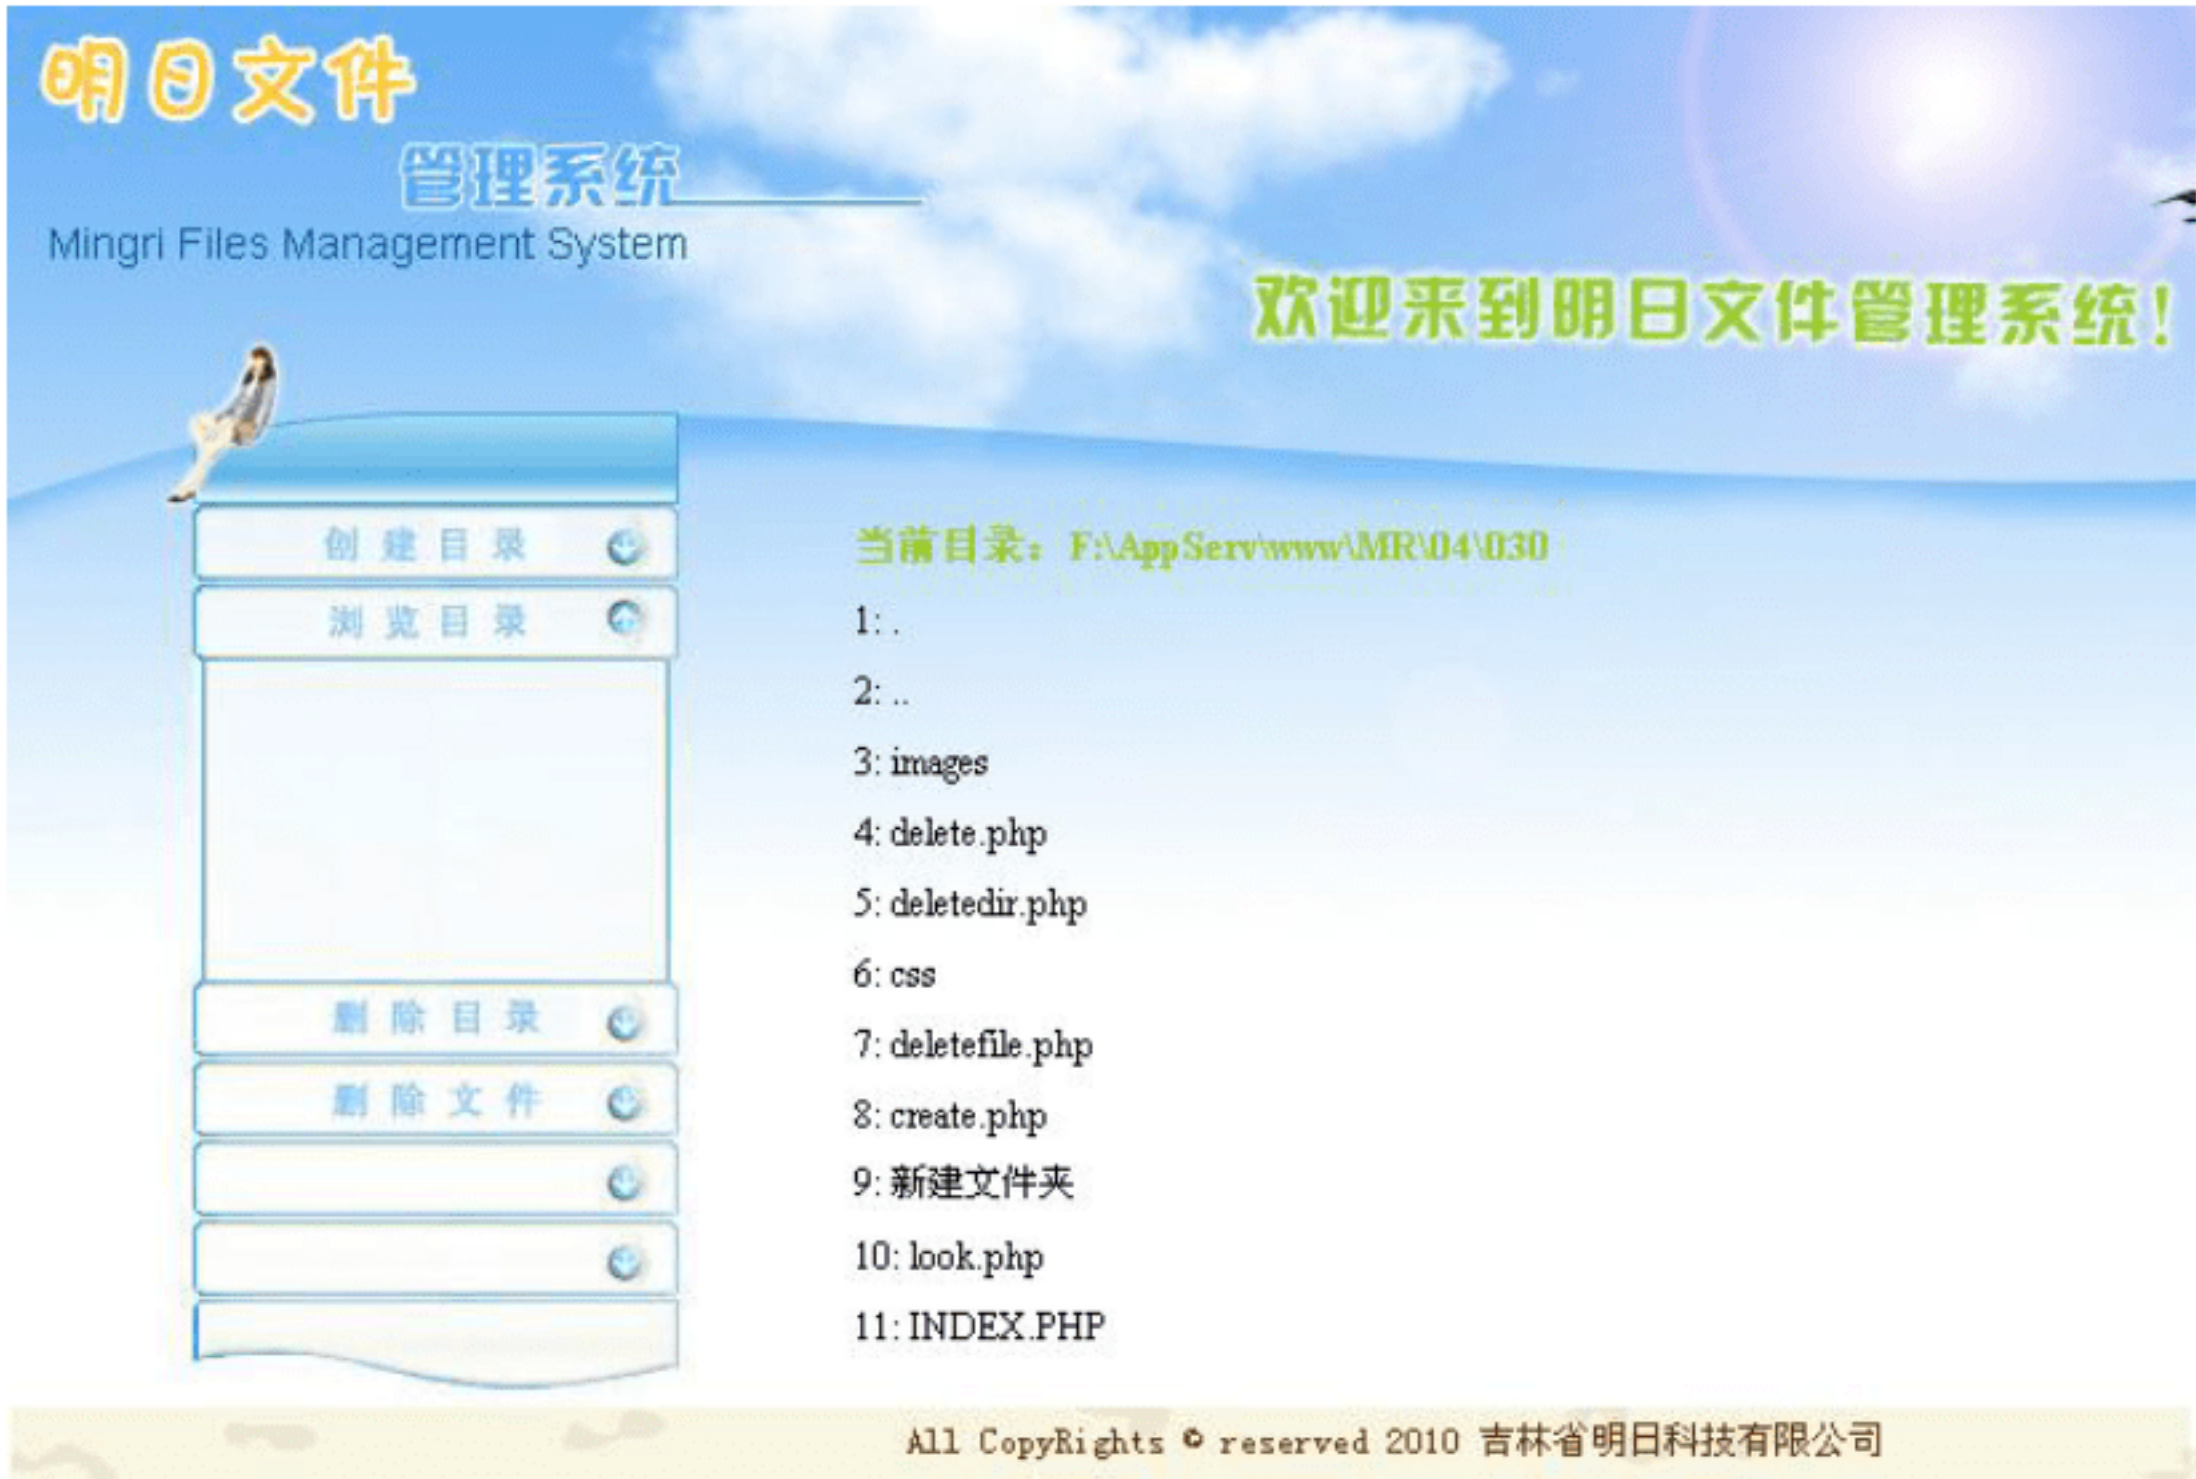 明日文件
管理系统
Mingri Files Management System
欢迎来到明日文件管理系统!
创建目录
浏览目录
删除目录
删除文件
当前目录：F:\AppServ\www\MR\04\030
1: .
2: ..
3: images
4: delete.php
5: deletedir.php
6: css
7: deletefile.php
8: create.php
9: 新建文件夹
10: look.php
11: INDEX.PHP
All CopyRights © reserved 2010 吉林省明日科技有限公司